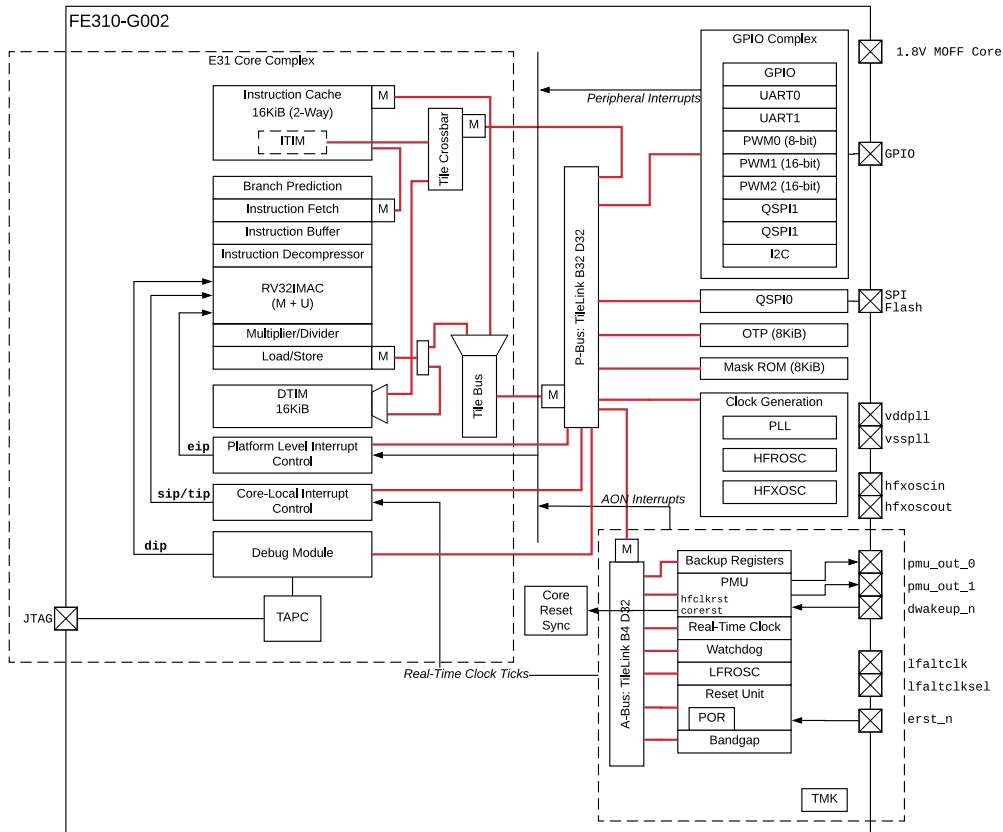 FE310-G002
E31 Core Complex
Instruction Cache
16KiB (2-Way)
M
ITIM
Tile Crossbar
M
Branch Prediction
Instruction Fetch
M
Instruction Buffer
Instruction Decompressor
RV32IMAC
(M + U)
Multiplier/Divider
Load/Store
M
DTIM
16KiB
Tile Bus
eip
Platform Level Interrupt
Control
sip/tip
Core-Local Interrupt
Control
dip
Debug Module
TAPC
JTAG
Peripheral Interrupts
P-Bus: TileLink B32 D32
M
AON Interrupts
Real-Time Clock Ticks
GPIO Complex
GPIO
UART0
UART1
PWM0 (8-bit)
PWM1 (16-bit)
PWM2 (16-bit)
QSPI1
QSPI1
I2C
QSPI0
OTP (8KiB)
Mask ROM (8KiB)
Clock Generation
PLL
HFROSC
HFXOSC
M
A-Bus: TileLink B4 D32
Core
Reset
Sync
Backup Registers
PMU
hfclkrst
corerst
Real-Time Clock
Watchdog
LFROSC
Reset Unit
POR
Bandgap
TMK
1.8V MOFF Core
GPIO
SPI
Flash
vddpll
vsspll
hfxoscin
hfxoscout
pmu_out_0
pmu_out_1
dwakeup_n
lfaltclk
lfaltclksel
erst_n